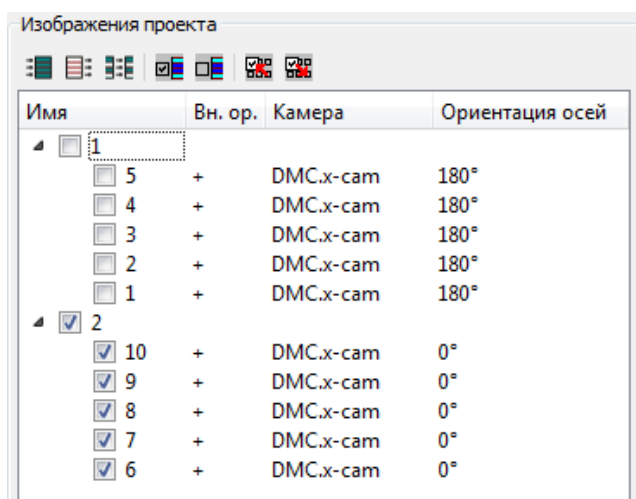 Изображения проекта
Имя Вн. ор. Камера Ориентация осей
1
5 + DMC.x-cam 180°
4 + DMC.x-cam 180°
3 + DMC.x-cam 180°
2 + DMC.x-cam 180°
1 + DMC.x-cam 180°
2
10 + DMC.x-cam 0°
9 + DMC.x-cam 0°
8 + DMC.x-cam 0°
7 + DMC.x-cam 0°
6 + DMC.x-cam 0°